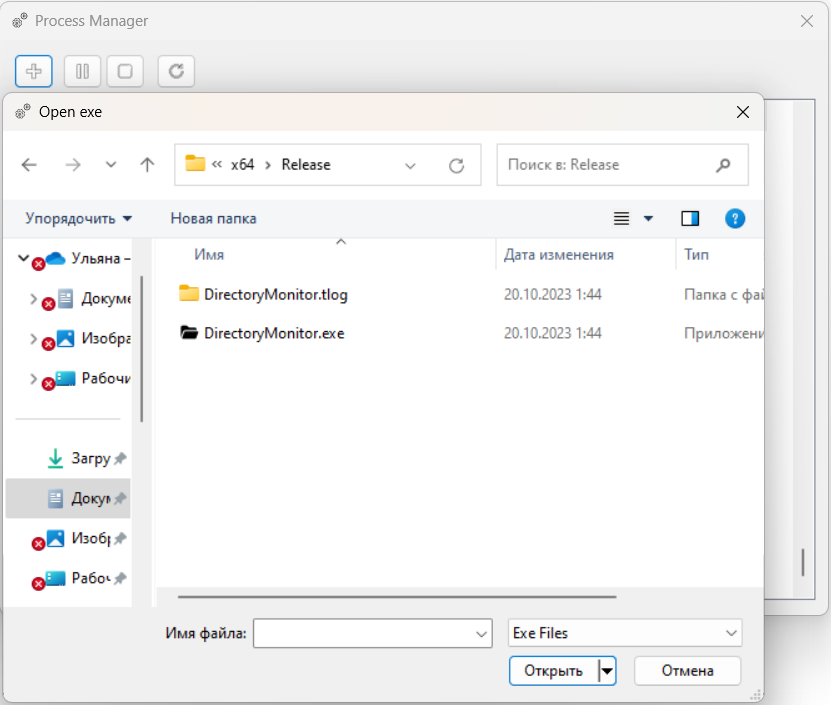 Process Manager
Open exe
« x64 › Release
Поиск в: Release
Упорядочить
Новая папка
Имя
Дата изменения
Тип
Ульяна –
Докуме
Изобра
Рабочи
Загру
Докум
Изобр
Рабоч
DirectoryMonitor.tlog
20.10.2023 1:44
Папка с фай
DirectoryMonitor.exe
20.10.2023 1:44
Приложени
Имя файла:
Exe Files
Открыть
Отмена